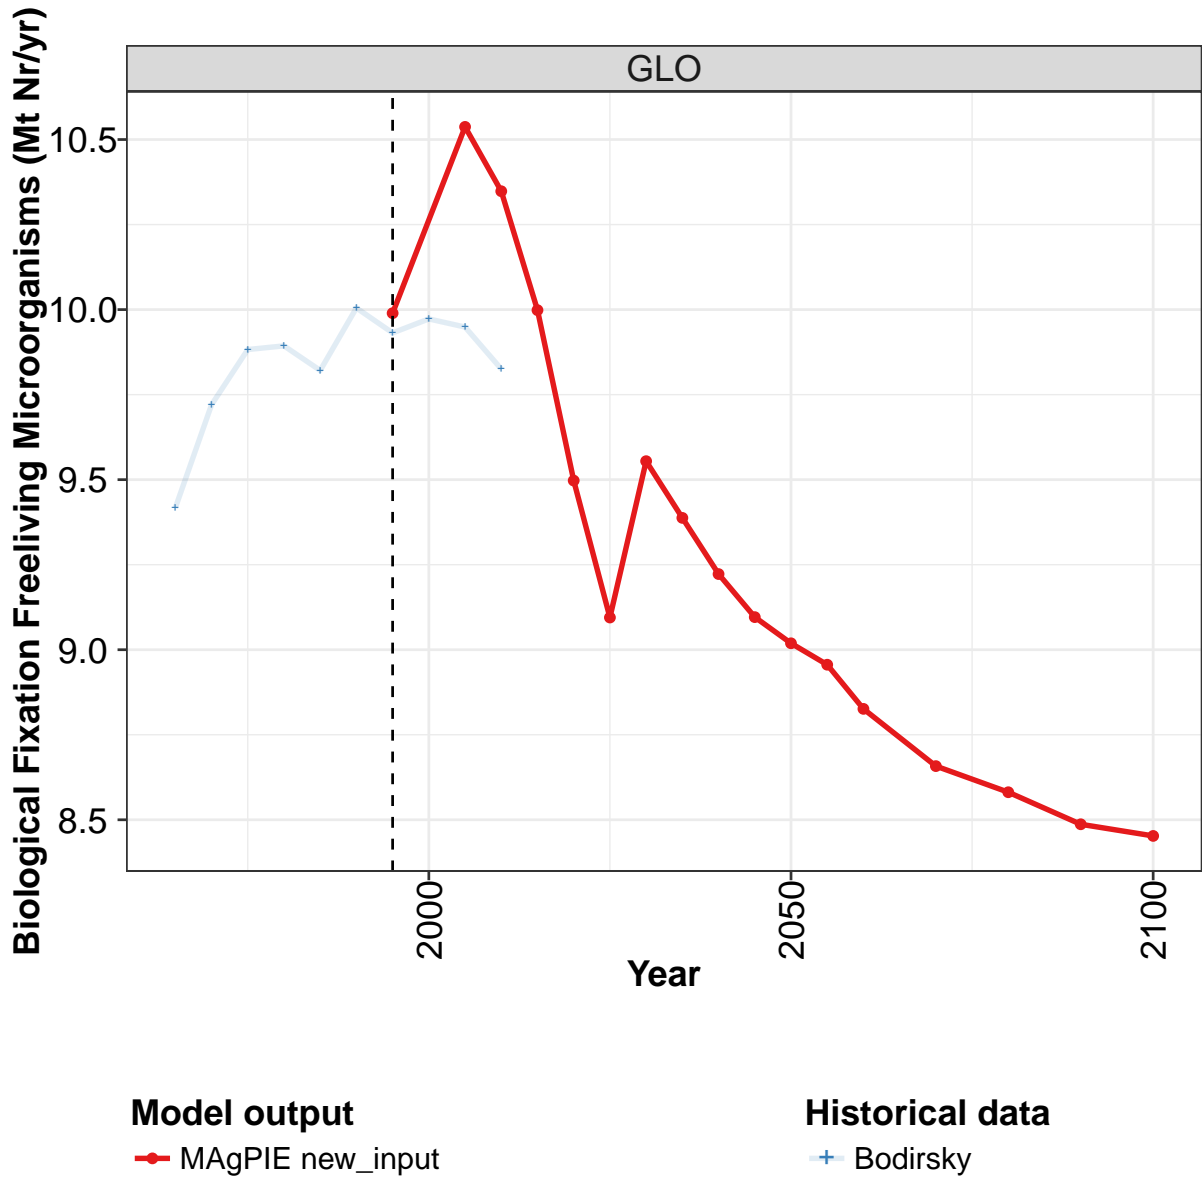 GLO
Biological Fixation Freeliving Microorganisms (Mt Nr/yr)
10.5
10.0
9.5
9.0
8.5
2000
2050
2100
Year
Model output
MAgPIE new_input
Historical data
Bodirsky